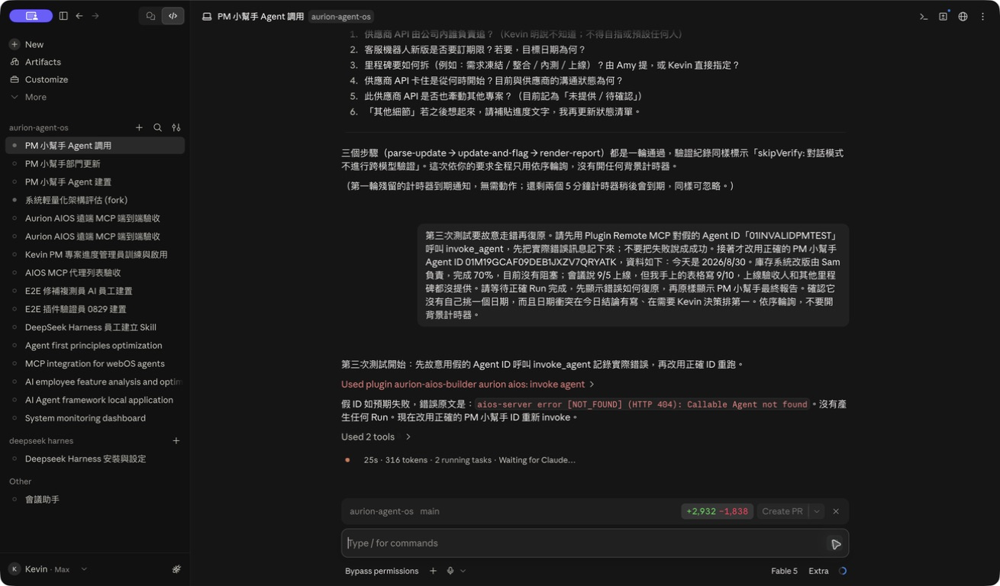 PM 小幫手 Agent 調用 aurion-agent-os
New
Artifacts
Customize
More
aurion-agent-os
PM 小幫手 Agent 調用
PM 小幫手部門更新
PM 小幫手 Agent 建置
系統輕量化架構評估 (fork)
Aurion AIOS 遠端 MCP 端到端驗收
Aurion AIOS 遠端 MCP 端到端驗收
Kevin PM 專案進度管理員訓練與啟用
AIOS MCP 代理列表驗收
E2E 修補複測員 AI 員工建置
E2E 插件驗證員 0829 建置
DeepSeek Harness 員工建立 Skill
Agent first principles optimization
MCP integration for webOS agents
AI employee feature analysis and optim
AI Agent framework local application
System monitoring dashboard
deepseek harnes
Deepseek Harness 安裝與設定
Other
會議助手
K Kevin · Max
1. 供應商 API 由公司內誰負責追？（Kevin 明說不知道；不得自指或預設任何人）
2. 客服機器人新版是否要訂期限？若要，目標日期為何？
3. 里程碑要如何拆（例如：需求凍結 / 整合 / 內測 / 上線）？由 Amy 提，或 Kevin 直接指定？
4. 供應商 API 卡住是從何時開始？目前與供應商的溝通狀態為何？
5. 此供應商 API 是否也牽動其他專案？（目前記為「未提供 / 待確認」）
6. 「其他細節」若之後想起來，請補貼進度文字，我再更新狀態清單。
三個步驟（parse-update → update-and-flag → render-report）都是一輪通過，驗證紀錄同樣標示「skipVerify: 對話模式
不進行跨模型驗證」。這次依你的要求全程只用依序輪詢，沒有開任何背景計時器。
（第一輪殘留的計時器到期通知，無需動作；還剩兩個 5 分鐘計時器稍後會到期，同樣可忽略。）
第三次測試要故意走錯再復原。請先用 Plugin Remote MCP 對假的 Agent ID「01INVALIDPMTEST」
呼叫 invoke_agent，先把實際錯誤訊息記下來；不要把失敗說成成功。接著才改用正確的 PM 小幫手
Agent ID 01M19GCAF09DEB1JXZV7QRYATK，資料如下：今天是 2026/8/30。庫存系統改版由 Sam
負責，完成 70%，目前沒有阻塞；會議說 9/5 上線，但我手上的表格寫 9/10，上線驗收人和其他里程
碑都沒提供。請等待正確 Run 完成，先顯示錯誤如何復原，再原樣顯示 PM 小幫手最終報告。確認它
沒有自己挑一個日期，而且日期衝突在今日結論有寫、在需要 Kevin 決策排第一。依序輪詢，不要開
背景計時器。
第三次測試開始：先故意用假的 Agent ID 呼叫 invoke_agent 記錄實際錯誤，再改用正確 ID 重跑。
Used plugin aurion-aios-builder aurion aios: invoke agent
假 ID 如預期失敗，錯誤原文是：aios-server error [NOT_FOUND] (HTTP 404): Callable Agent not found。沒有產
生任何 Run。現在改用正確的 PM 小幫手 ID 重新 invoke。
Used 2 tools
25s · 316 tokens · 2 running tasks · Waiting for Claude...
aurion-agent-os main +2,932 −1,838 Create PR
Type / for commands
Bypass permissions Fable 5 Extra